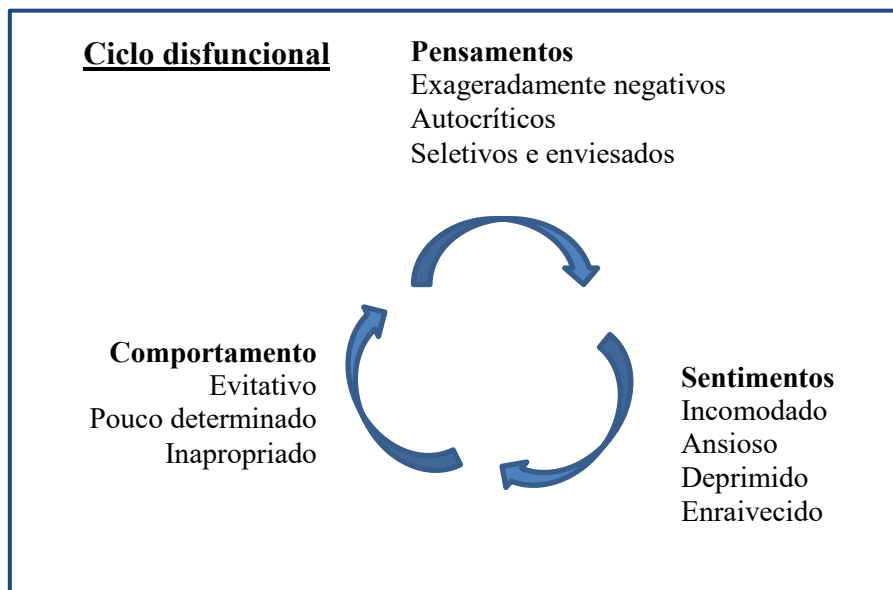 Ciclo disfuncional
Pensamentos
Exageradamente negativos
Autocríticos
Seletivos e enviesados
Comportamento
Evitativo
Pouco determinado
Inapropriado
Sentimentos
Incomodado
Ansioso
Deprimido
Enraivecido